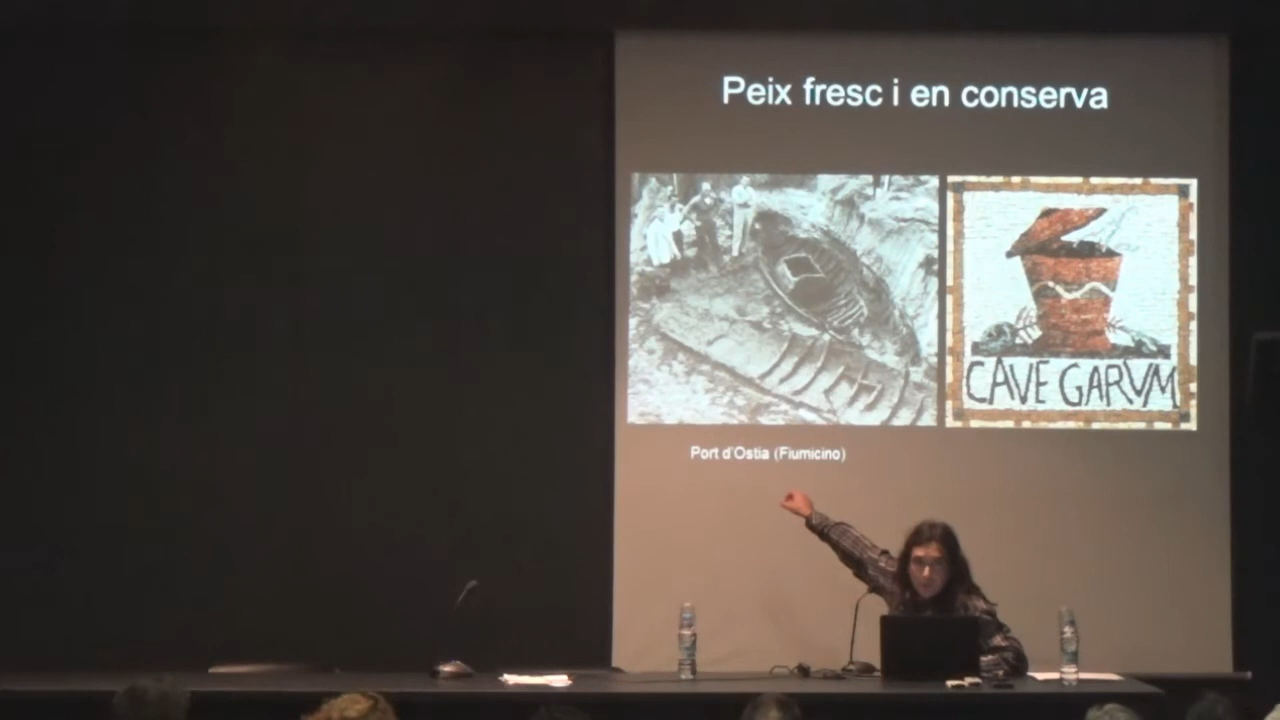 Peix fresc i en conserva
CAVE GARVM
Port d'Ostia (Fiumicino)